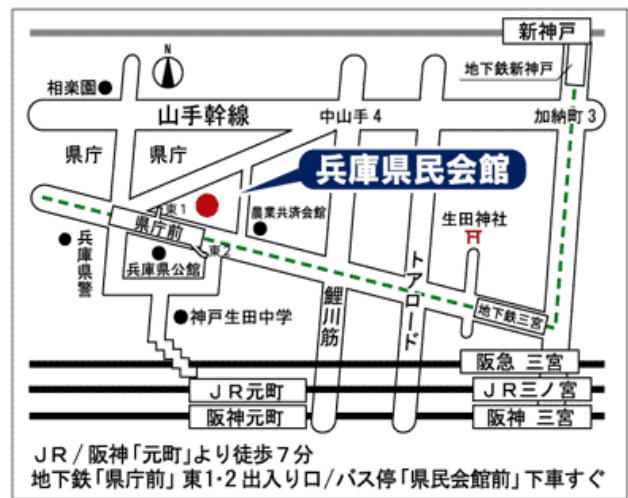 新神戸
地下鉄新神戸
N
相楽園
山手幹線
中山手4
加納町3
県庁
県庁
兵庫県民会館
東1
県庁前
農業共済会館
生田神社
東2
兵庫県警
兵庫県公館
トアロード
鯉川筋
地下鉄三宮
神戸生田中学
阪急 三宮
JR元町
JR三ノ宮
阪神元町
阪神 三宮
JR/阪神「元町」より徒歩7分
地下鉄「県庁前」東1・2出入り口/バス停「県民会館前」下車すぐ